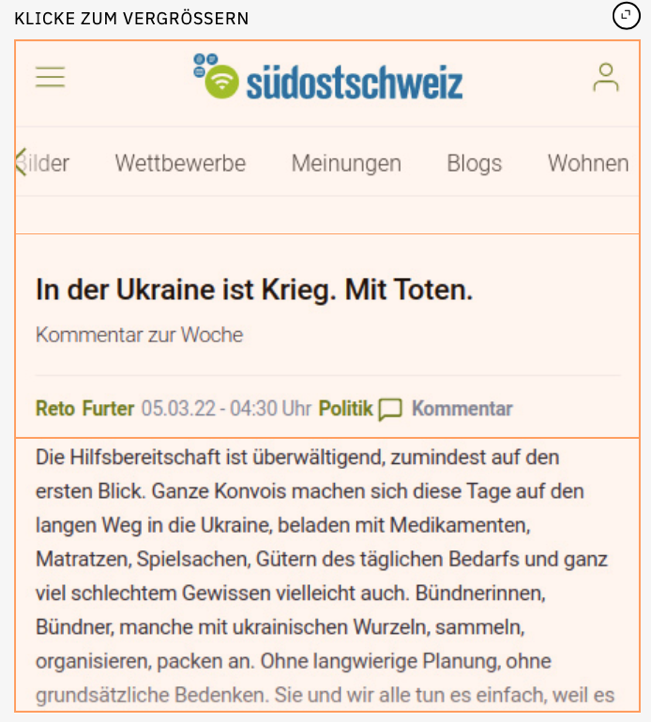 KLICKE ZUM VERGRÖSSERN
südostschweiz
Bilder Wettbewerbe Meinungen Blogs Wohnen
In der Ukraine ist Krieg. Mit Toten.
Kommentar zur Woche
Reto Furter 05.03.22 - 04:30 Uhr Politik Kommentar
Die Hilfsbereitschaft ist überwältigend, zumindest auf den
ersten Blick. Ganze Konvois machen sich diese Tage auf den
langen Weg in die Ukraine, beladen mit Medikamenten,
Matratzen, Spielsachen, Gütern des täglichen Bedarfs und ganz
viel schlechtem Gewissen vielleicht auch. Bündnerinnen,
Bündner, manche mit ukrainischen Wurzeln, sammeln,
organisieren, packen an. Ohne langwierige Planung, ohne
grundsätzliche Bedenken. Sie und wir alle tun es einfach, weil es